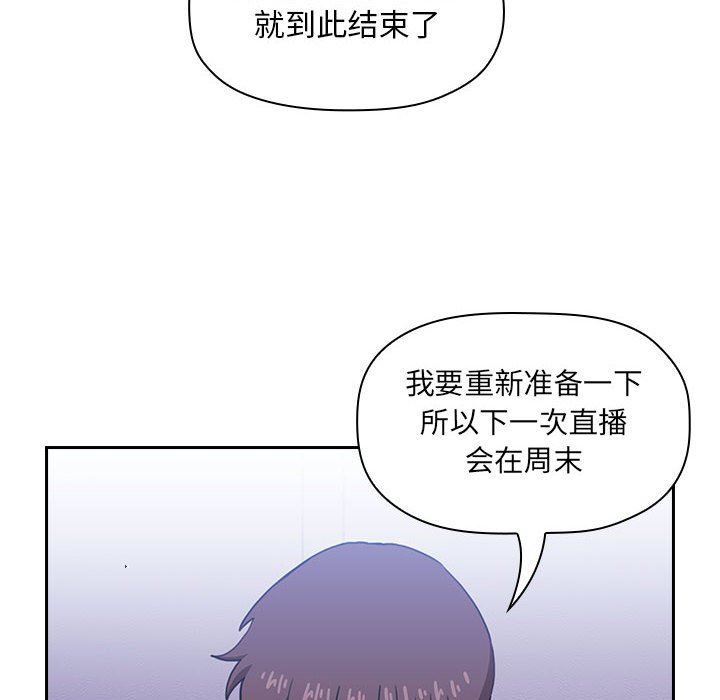 就到此结束了
我要重新准备一下
所以下一次直播
会在周末